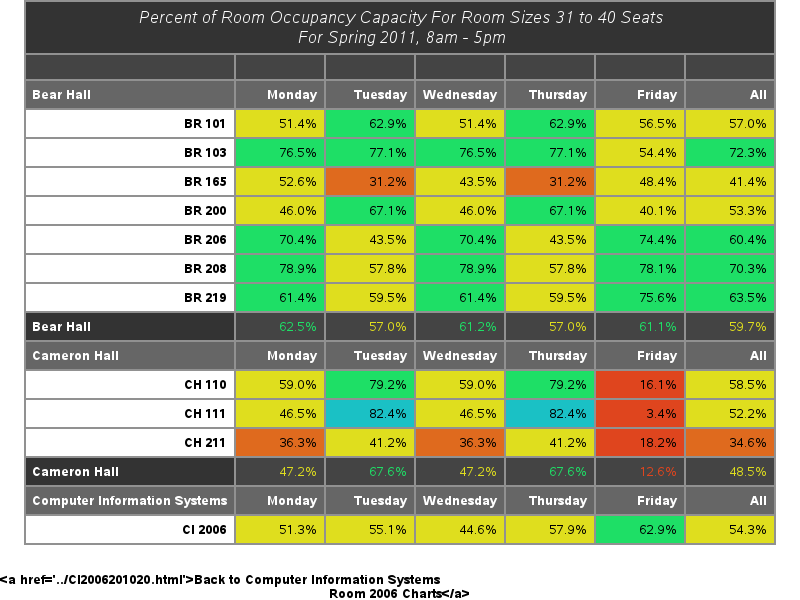 Percent of Room Occupancy Capacity For Room Sizes 31 to 40 Seats
For Spring 2011, 8am - 5pm
Bear Hall Monday Tuesday Wednesday Thursday Friday All
BR 101 51.4% 62.9% 51.4% 62.9% 56.5% 57.0%
BR 103 76.5% 77.1% 76.5% 77.1% 54.4% 72.3%
BR 165 52.6% 31.2% 43.5% 31.2% 48.4% 41.4%
BR 200 46.0% 67.1% 46.0% 67.1% 40.1% 53.3%
BR 206 70.4% 43.5% 70.4% 43.5% 74.4% 60.4%
BR 208 78.9% 57.8% 78.9% 57.8% 78.1% 70.3%
BR 219 61.4% 59.5% 61.4% 59.5% 75.6% 63.5%
Bear Hall 62.5% 57.0% 61.2% 57.0% 61.1% 59.7%
Cameron Hall Monday Tuesday Wednesday Thursday Friday All
CH 110 59.0% 79.2% 59.0% 79.2% 16.1% 58.5%
CH 111 46.5% 82.4% 46.5% 82.4% 3.4% 52.2%
CH 211 36.3% 41.2% 36.3% 41.2% 18.2% 34.6%
Cameron Hall 47.2% 67.6% 47.2% 67.6% 12.6% 48.5%
Computer Information Systems Monday Tuesday Wednesday Thursday Friday All
CI 2006 51.3% 55.1% 44.6% 57.9% 62.9% 54.3%
<a href='../CI2006201020.html'>Back to Computer Information Systems
Room 2006 Charts</a>